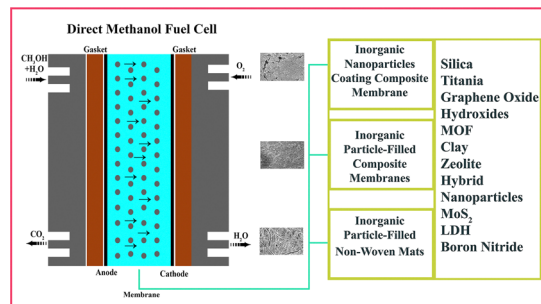 Direct Methanol Fuel Cell
Gasket
Gasket
CH3OH
+H2O
O2
CO2
H2O
Anode
Cathode
Membrane
Inorganic
Nanoparticles
Coating Composite
Membrane
Inorganic
Particle-Filled
Composite
Membranes
Inorganic
Particle-Filled
Non-Woven Mats
Silica
Titania
Graphene Oxide
Hydroxides
MOF
Clay
Zeolite
Hybrid
Nanoparticles
MoS2
LDH
Boron Nitride